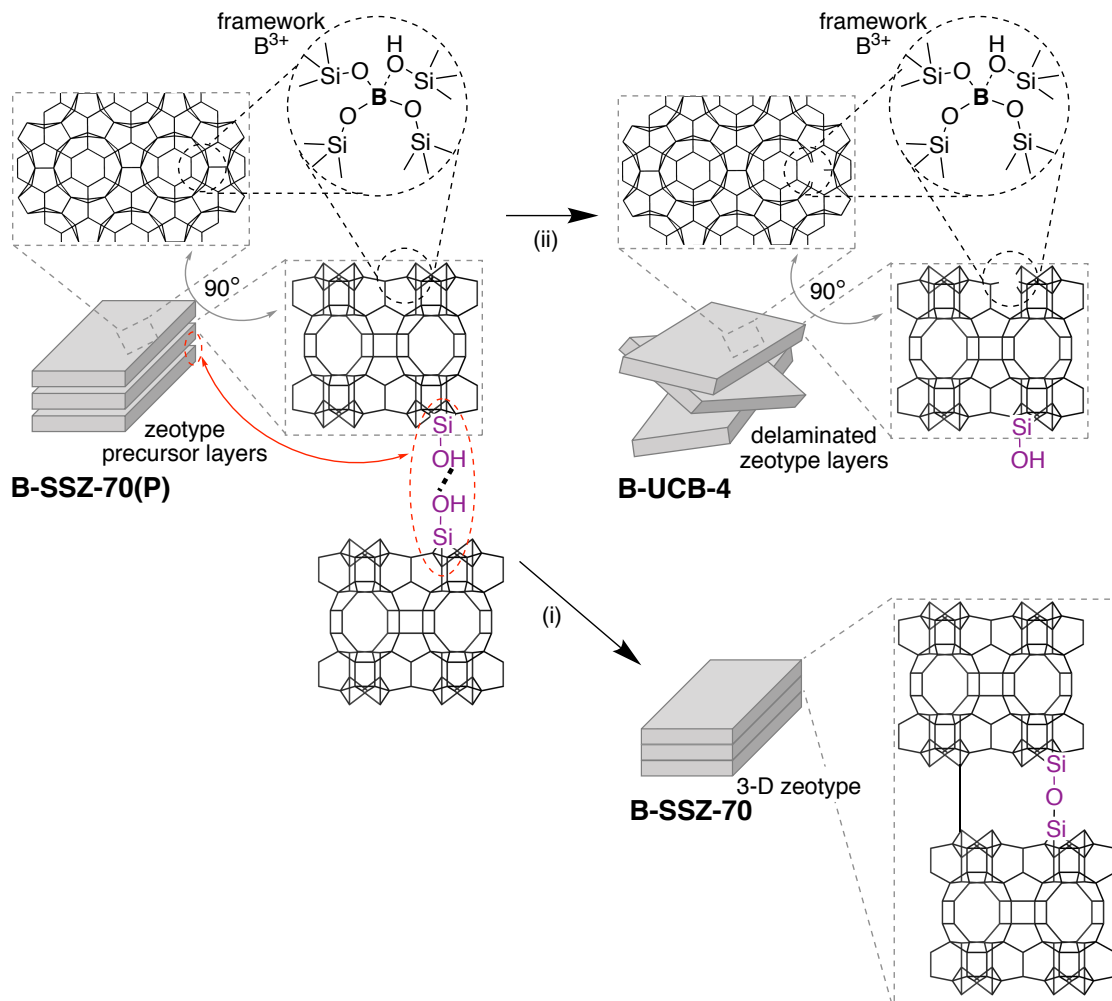 framework
B3+
H
Si
O
O
Si
B
O
O
Si
Si
90°
zeotype
precursor layers
B-SSZ-70(P)
Si
OH
OH
Si
(ii)
(i)
framework
B3+
H
Si
O
O
Si
B
O
O
Si
Si
90°
Si
OH
delaminated
zeotype layers
B-UCB-4
3-D zeotype
B-SSZ-70
Si
O
Si